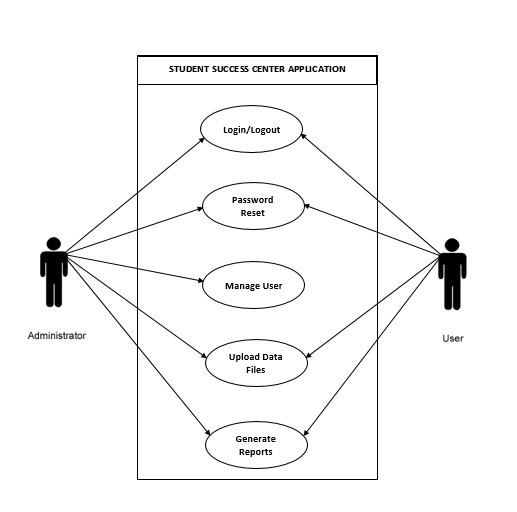 STUDENT SUCCESS CENTER APPLICATION
Login/Logout
Password
Reset
Manage User
Administrator
User
Upload Data
Files
Generate
Reports